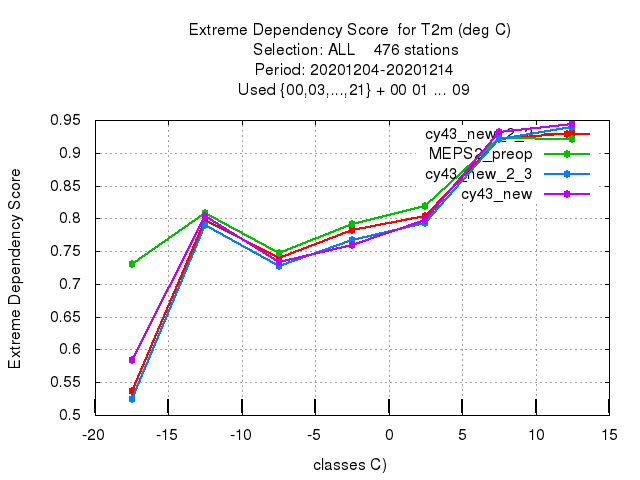 Extreme Dependency Score for T2m (deg C)
Selection: ALL 476 stations
Period: 20201204-20201214
Used {00,03,...,21} + 00 01 ... 09
Extreme Dependency Score
0.95
0.9
0.85
0.8
0.75
0.7
0.65
0.6
0.55
0.5
-20
-15
-10
-5
0
5
10
15
classes C)
MEPS2_preop
cy43_new_2_3
cy43_new